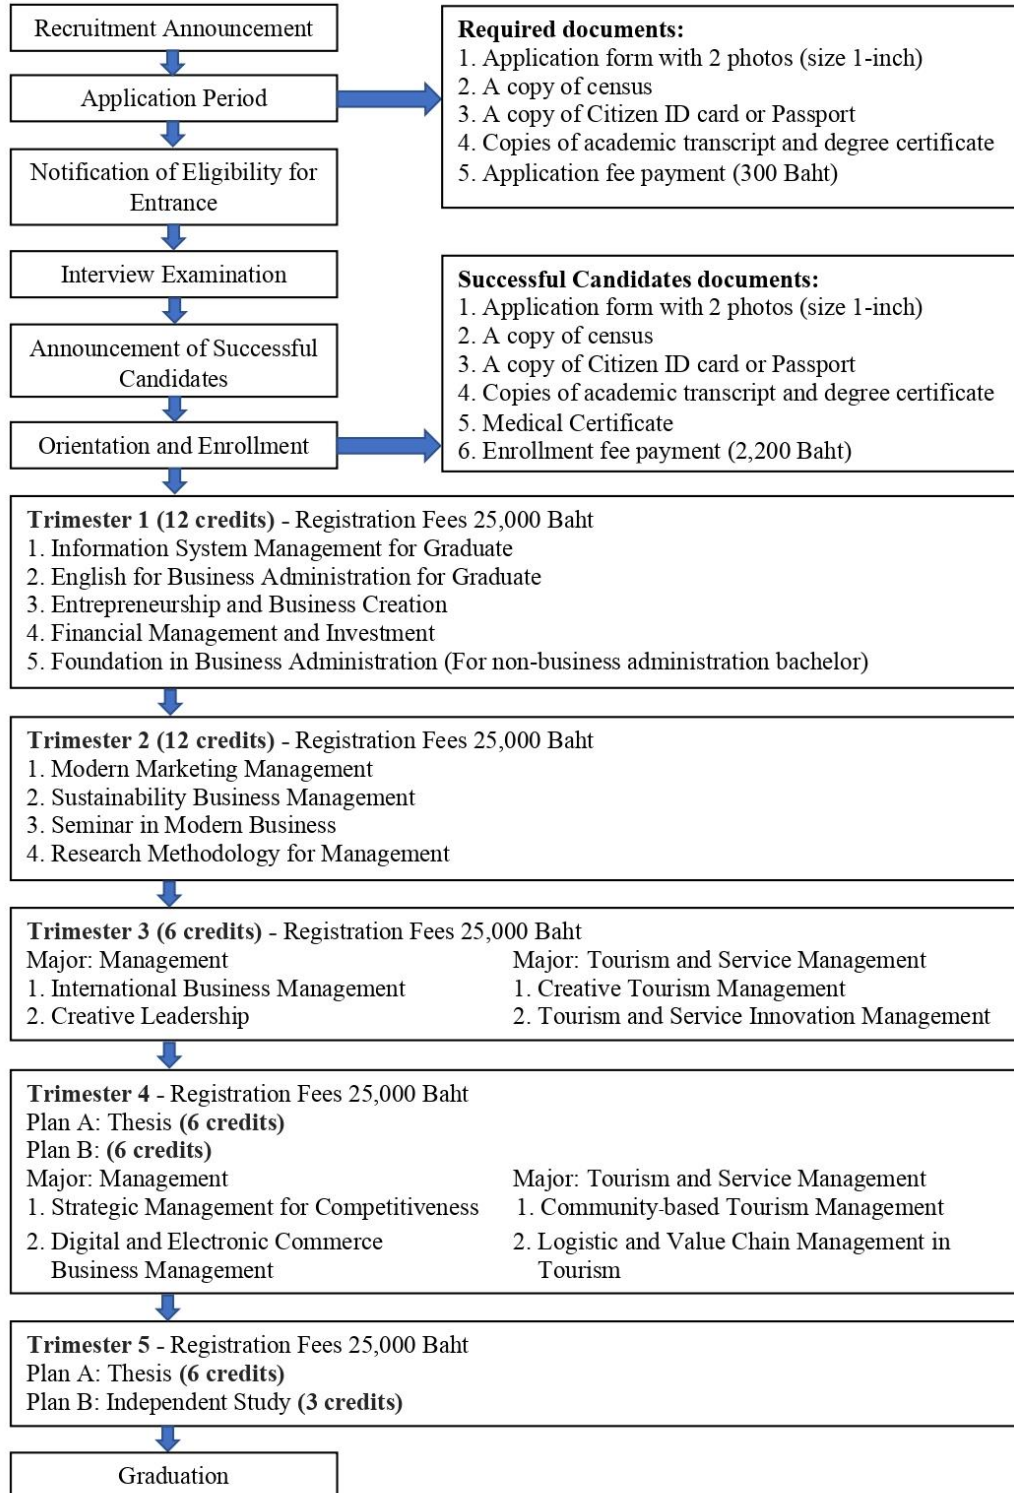 Recruitment Announcement
Application Period
Required documents:
1. Application form with 2 photos (size 1-inch)
2. A copy of census
3. A copy of Citizen ID card or Passport
4. Copies of academic transcript and degree certificate
5. Application fee payment (300 Baht)
Notification of Eligibility for
Entrance
Interview Examination
Announcement of Successful
Candidates
Orientation and Enrollment
Successful Candidates documents:
1. Application form with 2 photos (size 1-inch)
2. A copy of census
3. A copy of Citizen ID card or Passport
4. Copies of academic transcript and degree certificate
5. Medical Certificate
6. Enrollment fee payment (2,200 Baht)
Trimester 1 (12 credits) - Registration Fees 25,000 Baht
1. Information System Management for Graduate
2. English for Business Administration for Graduate
3. Entrepreneurship and Business Creation
4. Financial Management and Investment
5. Foundation in Business Administration (For non-business administration bachelor)
Trimester 2 (12 credits) - Registration Fees 25,000 Baht
1. Modern Marketing Management
2. Sustainability Business Management
3. Seminar in Modern Business
4. Research Methodology for Management
Trimester 3 (6 credits) - Registration Fees 25,000 Baht
Major: Management
1. International Business Management
2. Creative Leadership
Major: Tourism and Service Management
1. Creative Tourism Management
2. Tourism and Service Innovation Management
Trimester 4 - Registration Fees 25,000 Baht
Plan A: Thesis (6 credits)
Plan B: (6 credits)
Major: Management
1. Strategic Management for Competitiveness
2. Digital and Electronic Commerce
Business Management
Major: Tourism and Service Management
1. Community-based Tourism Management
2. Logistic and Value Chain Management in
Tourism
Trimester 5 - Registration Fees 25,000 Baht
Plan A: Thesis (6 credits)
Plan B: Independent Study (3 credits)
Graduation